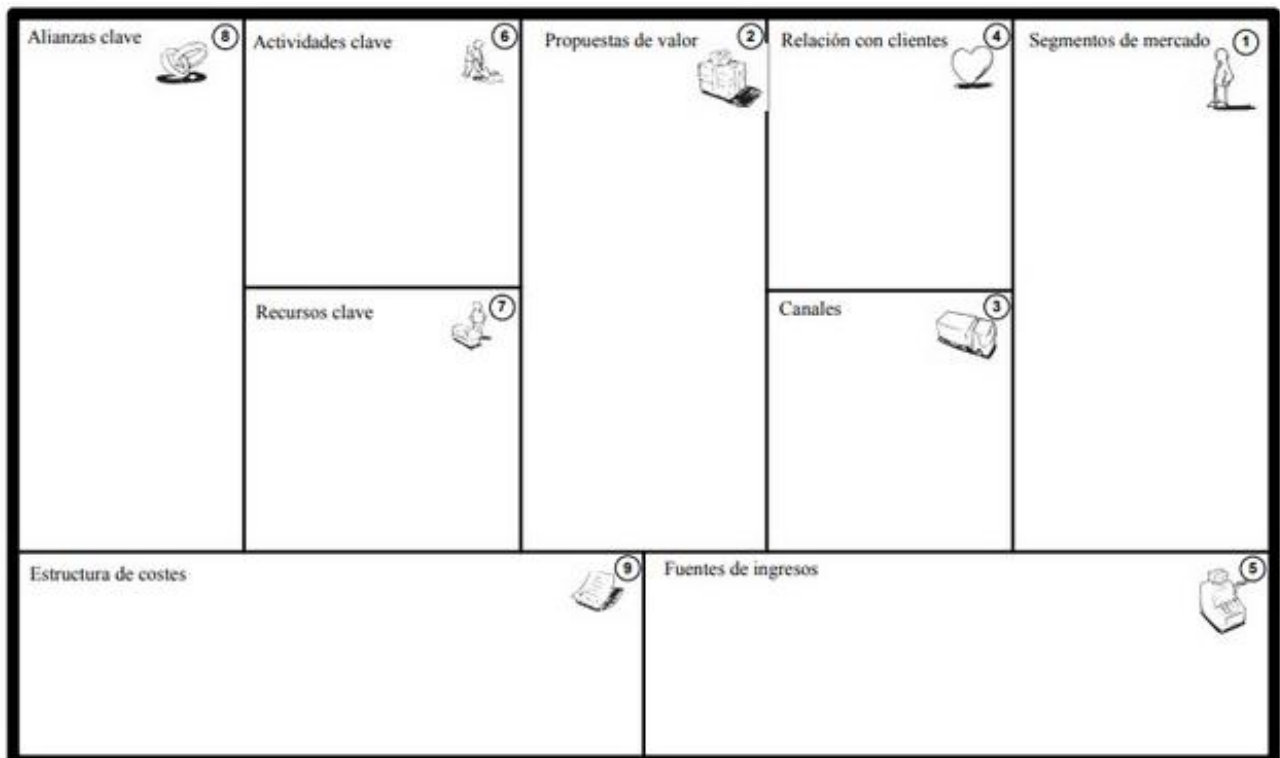 Alianzas clave
8
Actividades clave
6
Propuestas de valor
2
Relación con clientes
4
Segmentos de mercado
1
Recursos clave
7
Canales
3
Estructura de costes
9
Fuentes de ingresos
5